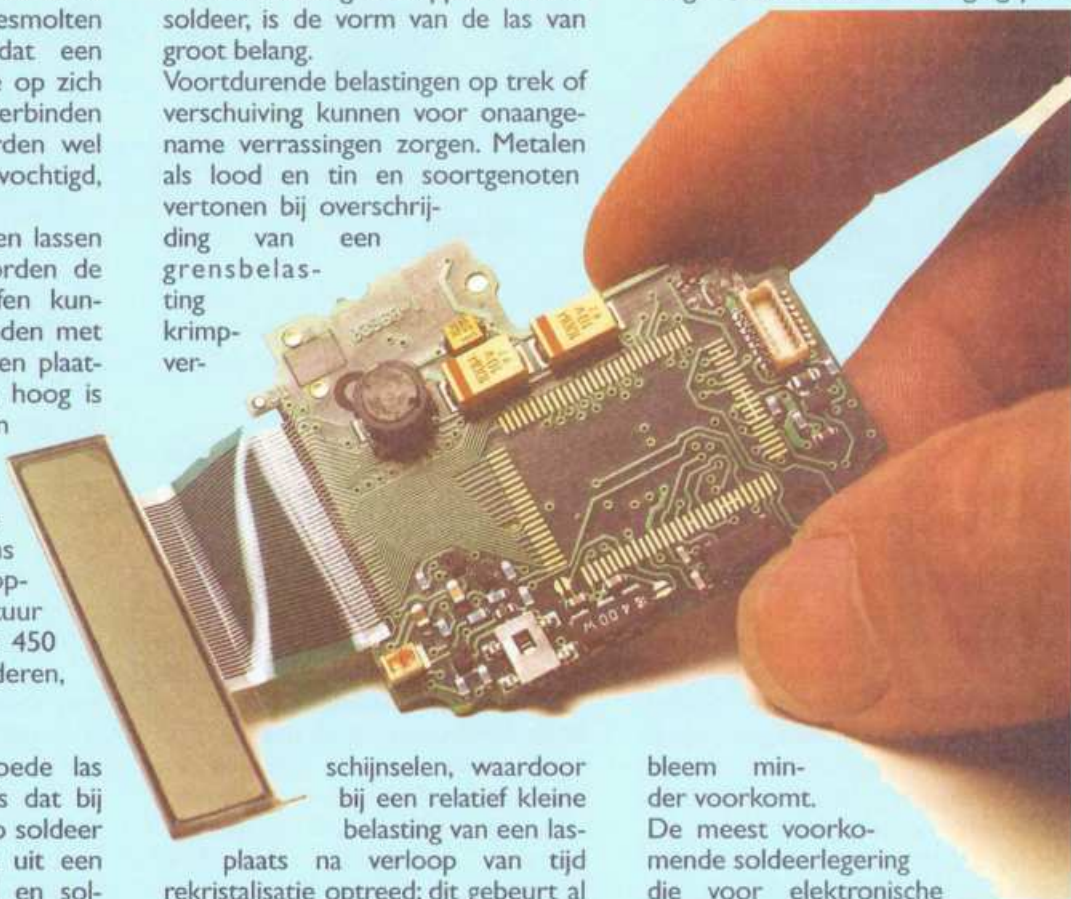 esmolten
dat een
op zich
erbinden
rden wel
vochtigd,
en lassen
orden de
fen kun-
den met
en plaat-
hoog is
op-
uur
450
deren,
oede las
s dat bij
soldeer
uit een
en sol-
soldeer, is de vorm van de las van
groot belang.
Voortdurende belastingen op trek of
verschuiving kunnen voor onaange-
name verrassingen zorgen. Metalen
als lood en tin en soortgenoten
vertonen bij overschrij-
ding van een
grensbelas-
ting
krimp-
ver-
schijnselen, waardoor
bij een relatief kleine
belasting van een las-
plaats na verloop van tijd
rekristalisatie optreed; dit gebeurt al
bleem min-
der voorkomt.
De meest voorko-
mende soldeerlegering
die voor elektronische